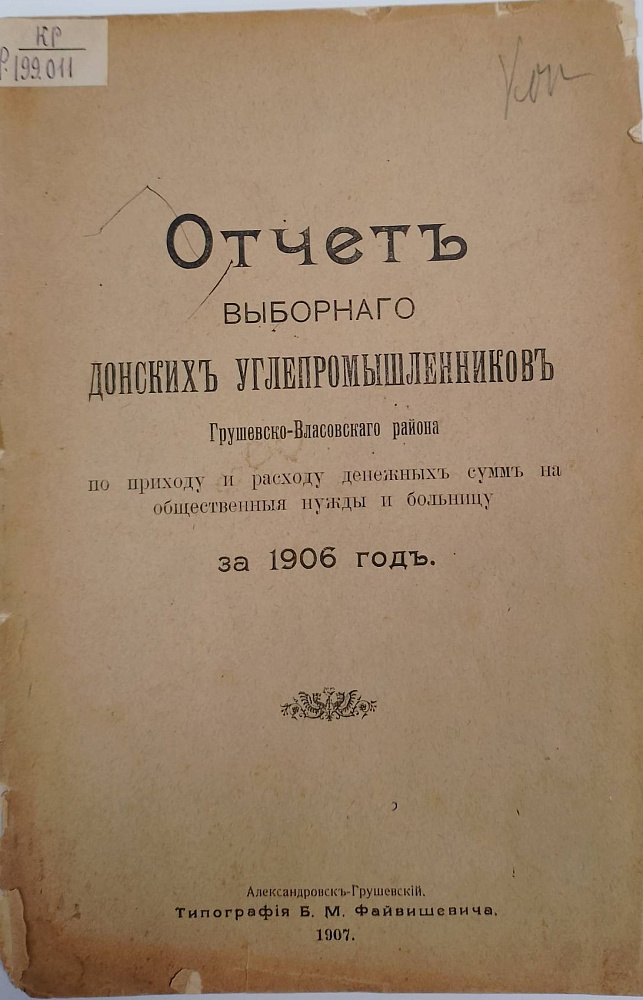 КР
Р.199.011
Коп
Отчетъ
ВЫБОРНАГО
ДОНСКИХЪ УГЛЕПРОМЫШЛЕННИКОВЪ
Грушевско-Власовскаго района
по приходу и расходу денежныхъ суммъ на
общественныя нужды и больницу
за 1906 годъ.
Александровскъ-Грушевскій.
Типографія Б. М. Файвишевича.
1907.